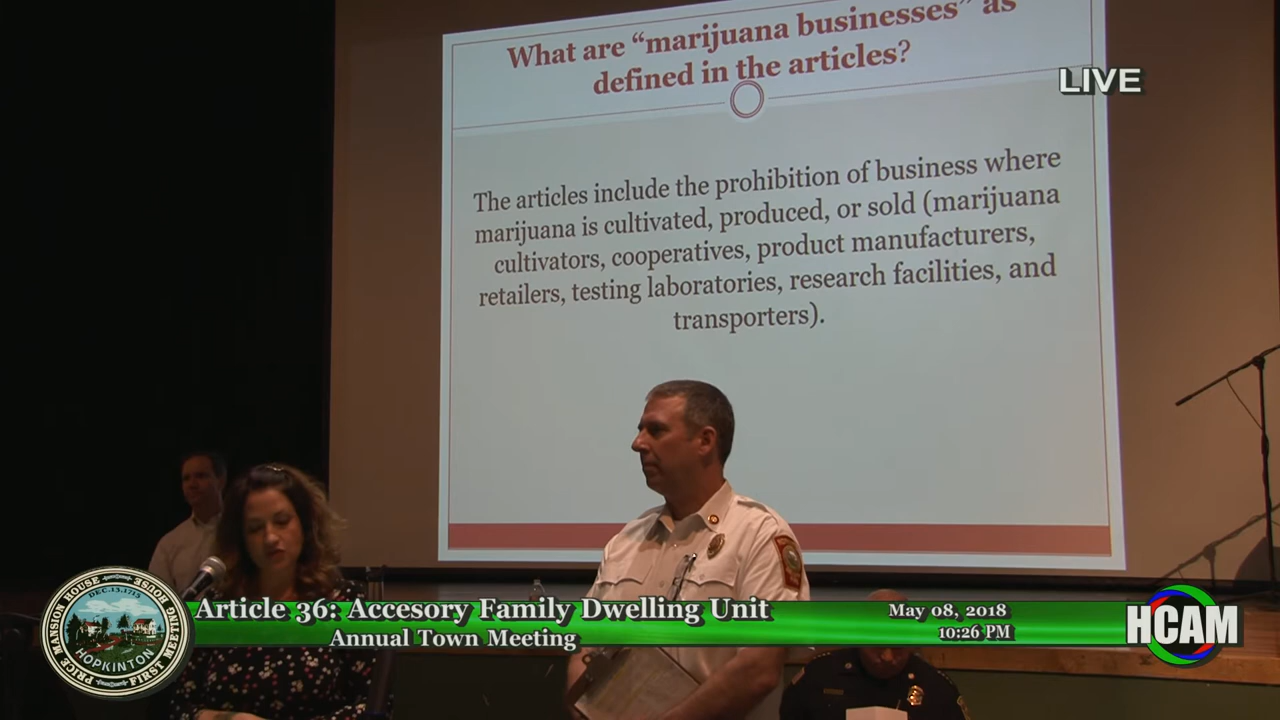 What are “marijuana businesses” as
defined in the articles?
LIVE
The articles include the prohibition of business where
marijuana is cultivated, produced, or sold (marijuana
cultivators, cooperatives, product manufacturers,
retailers, testing laboratories, research facilities, and
transporters).
PRICE MANSION HOUSE FIRST MEETING HOUSE
DEC. 13, 1715
HOPKINTON
Article 36: Accesory Family Dwelling Unit
Annual Town Meeting
May 08, 2018
10:26 PM
HCAM